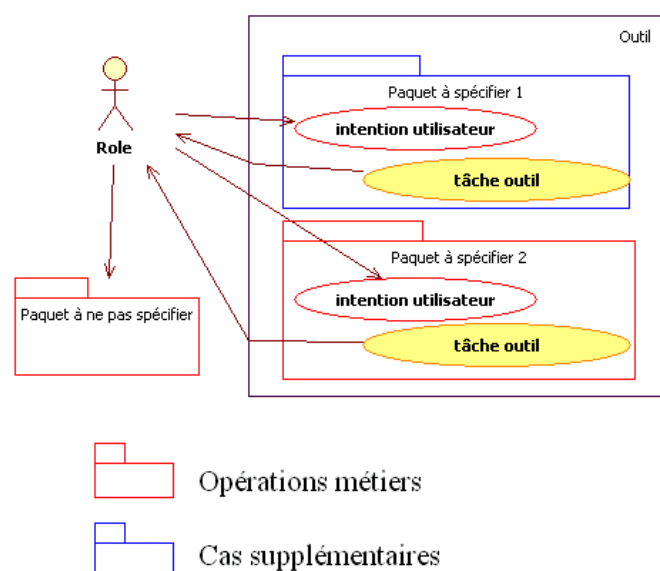 Outil
Paquet à spécifier 1
intention utilisateur
Role
tâche outil
Paquet à spécifier 2
intention utilisateur
Paquet à ne pas spécifier
tâche outil
Opérations métiers
Cas supplémentaires